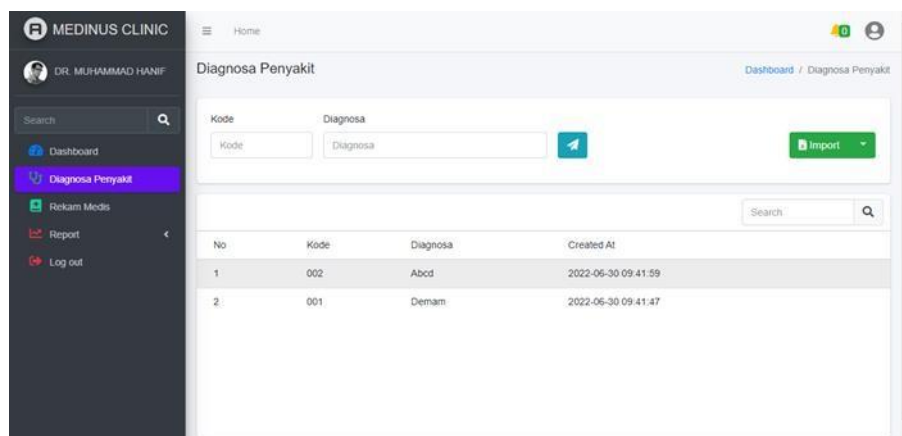 MEDINUS CLINIC
Home
0
DR. MUHAMMAD HANIF
Diagnosa Penyakit
Dashboard / Diagnosa Penyakit
Search
Kode
Diagnosa
Kode
Diagnosa
Import
Dashboard
Diagnosa Penyakit
Rekam Medis
Report
Log out
Search
No Kode Diagnosa Created At
1 002 Abcd 2022-06-30 09:41:59
2 001 Demam 2022-06-30 09:41:47